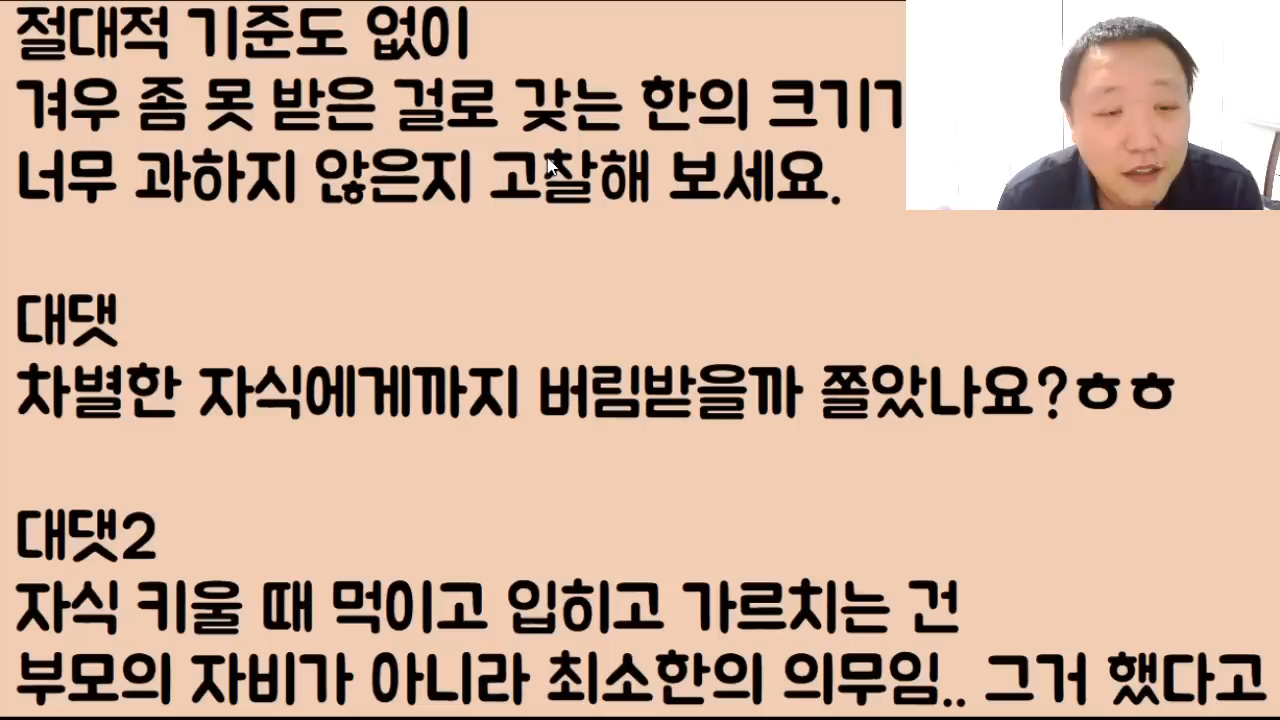 절대적 기준도 없이
겨우 좀 못 받은 걸로 갖는 한의 크기가
너무 과하지 않은지 고찰해 보세요.
대댓
차별한 자식에게까지 버림받을까 쫄았나요?ㅎㅎ
대댓2
자식 키울 때 먹이고 입히고 가르치는 건
부모의 자비가 아니라 최소한의 의무임.. 그거 했다고